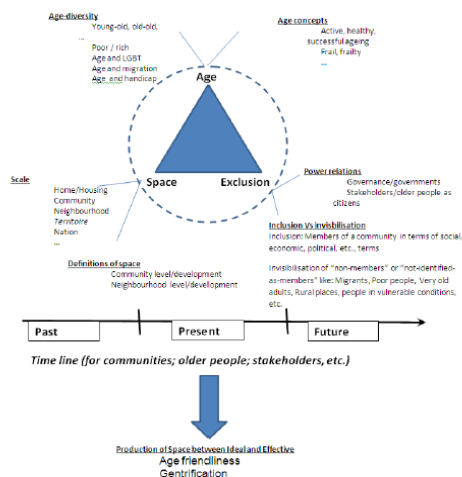 Age-diversity
Young-old, old-old,
...
Poor / rich
Age and LGBT
Age and migration
Age and handicap
Age concepts
Active, healthy,
successful ageing
Frail, frailty
...
Age
Space
Exclusion
Scale
Home/Housing
Community
Neighbourhood
Territoire
Nation
...
Power relations
Governance/governments
Stakeholders/older people as
citizens
Definitions of space
Community level/development
Neighbourhood level/development
Inclusion Vs invisbilisation
Inclusion: Members of a community in terms of social,
economic, political, etc., terms
Invisibilisation of "non-members" or "not-identified-
as-members" like: Migrants, Poor people, Very old
adults, Rural places, people in vulnerable conditions,
etc.
Past
Present
Future
Time line (for communities; older people; stakeholders, etc.)
Production of Space between Ideal and Effective
Age friendliness
Gentrification